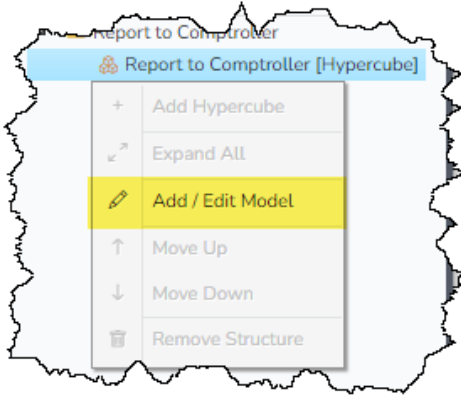 Report to Comptroller
Report to Comptroller [Hypercube]
Add Hypercube
Expand All
Add / Edit Model
Move Up
Move Down
Remove Structure